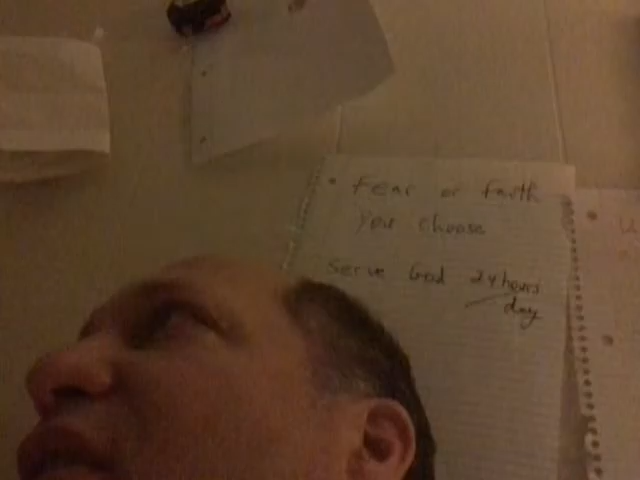 Fear or Faith
you choose
Serve God 24 hours
day